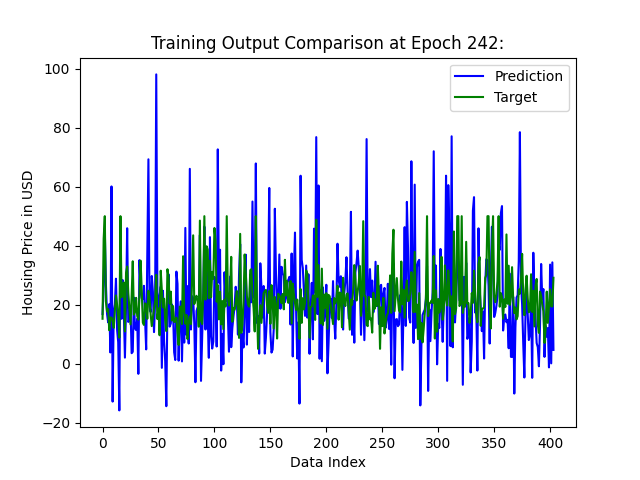 Training Output Comparison at Epoch 242:
Prediction
Target
Housing Price in USD
100
80
60
40
20
0
−20
0 50 100 150 200 250 300 350 400
Data Index